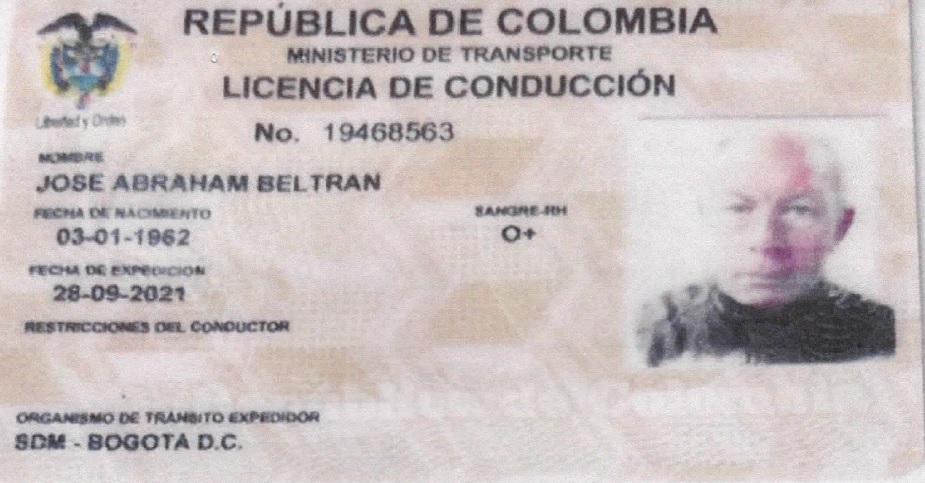 REPÚBLICA DE COLOMBIA
MINISTERIO DE TRANSPORTE
LICENCIA DE CONDUCCIÓN
Libertad y Orden
No. 19468563
NOMBRE
JOSE ABRAHAM BELTRAN
FECHA DE NACIMIENTO
03-01-1962
SANGRE-RH
O+
FECHA DE EXPEDICION
28-09-2021
RESTRICCIONES DEL CONDUCTOR
ORGANISMO DE TRANSITO EXPEDIDOR
SDM - BOGOTA D.C.